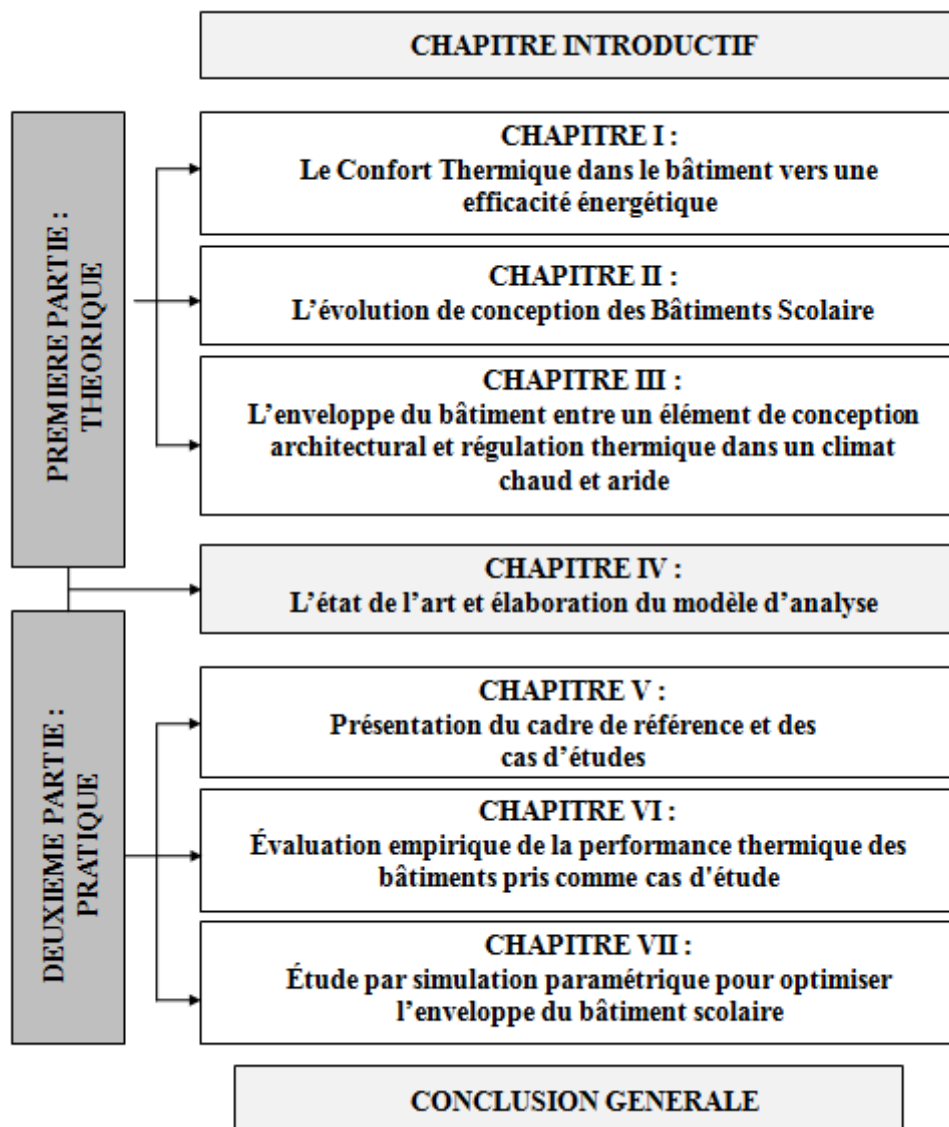 CHAPITRE INTRODUCTIF
PREMIERE PARTIE :
THEORIQUE
CHAPITRE I :
Le Confort Thermique dans le bâtiment vers une
efficacité énergétique
CHAPITRE II :
L’évolution de conception des Bâtiments Scolaire
CHAPITRE III :
L’enveloppe du bâtiment entre un élément de conception
architectural et régulation thermique dans un climat
chaud et aride
CHAPITRE IV :
L’état de l’art et élaboration du modèle d’analyse
DEUXIEME PARTIE :
PRATIQUE
CHAPITRE V :
Présentation du cadre de référence et des
cas d’études
CHAPITRE VI :
Évaluation empirique de la performance thermique des
bâtiments pris comme cas d'étude
CHAPITRE VII :
Étude par simulation paramétrique pour optimiser
l’enveloppe du bâtiment scolaire
CONCLUSION GENERALE